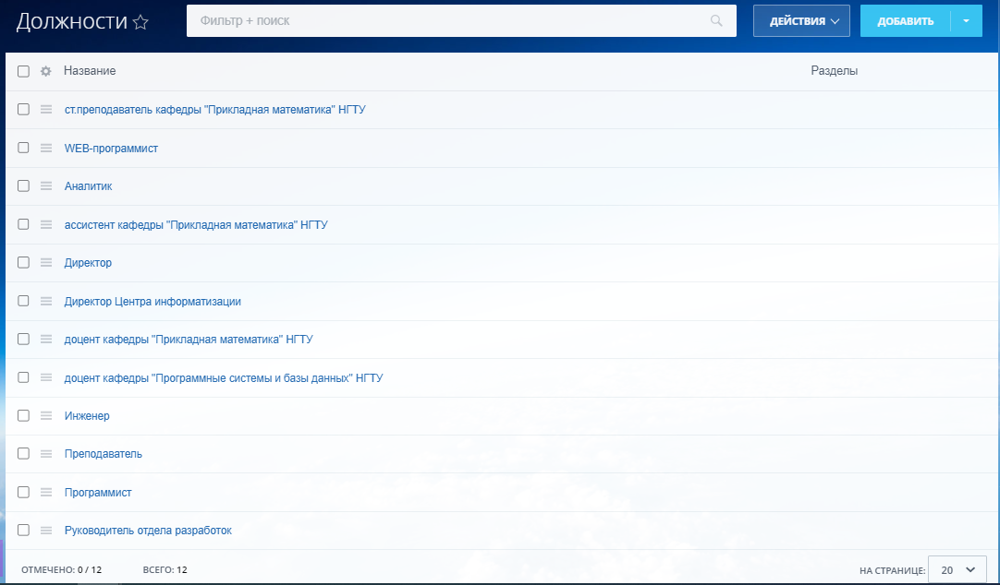 Должности
Фильтр + поиск
ДЕЙСТВИЯ
ДОБАВИТЬ
Название
Разделы
ст.преподаватель кафедры "Прикладная математика" НГТУ
WEB-программист
Аналитик
ассистент кафедры "Прикладная математика" НГТУ
Директор
Директор Центра информатизации
доцент кафедры "Прикладная математика" НГТУ
доцент кафедры "Программные системы и базы данных" НГТУ
Инженер
Преподаватель
Программист
Руководитель отдела разработок
ОТМЕЧЕНО: 0 / 12
ВСЕГО: 12
НА СТРАНИЦЕ: 20